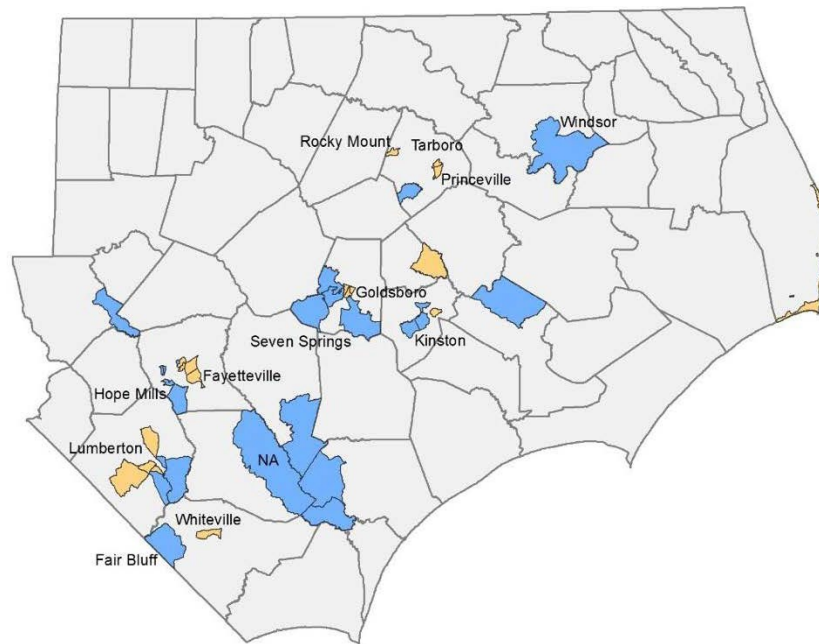 Windsor
Rocky Mount
Tarboro
Princeville
Goldsboro
Seven Springs
Kinston
Fayetteville
Hope Mills
Lumberton
NA
Whiteville
Fair Bluff